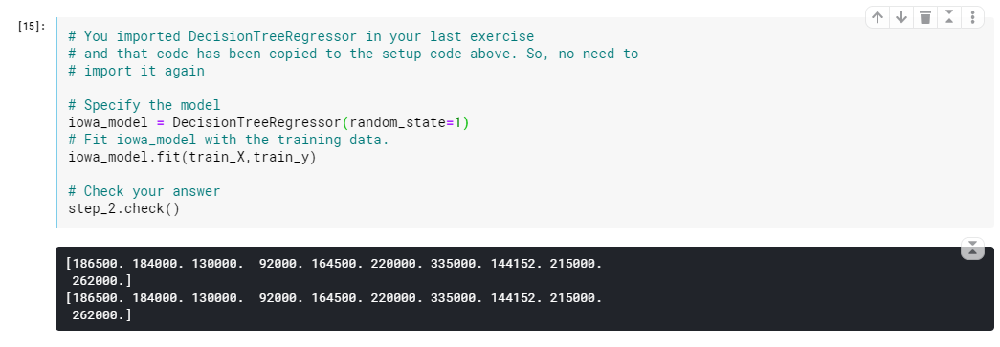 [15]:
# You imported DecisionTreeRegressor in your last exercise
# and that code has been copied to the setup code above. So, no need to
# import it again
# Specify the model
iowa_model = DecisionTreeRegressor(random_state=1)
# Fit iowa_model with the training data.
iowa_model.fit(train_X,train_y)
# Check your answer
step_2.check()
[186500. 184000. 130000.  92000. 164500. 220000. 335000. 144152. 215000.
 262000.]
[186500. 184000. 130000.  92000. 164500. 220000. 335000. 144152. 215000.
 262000.]